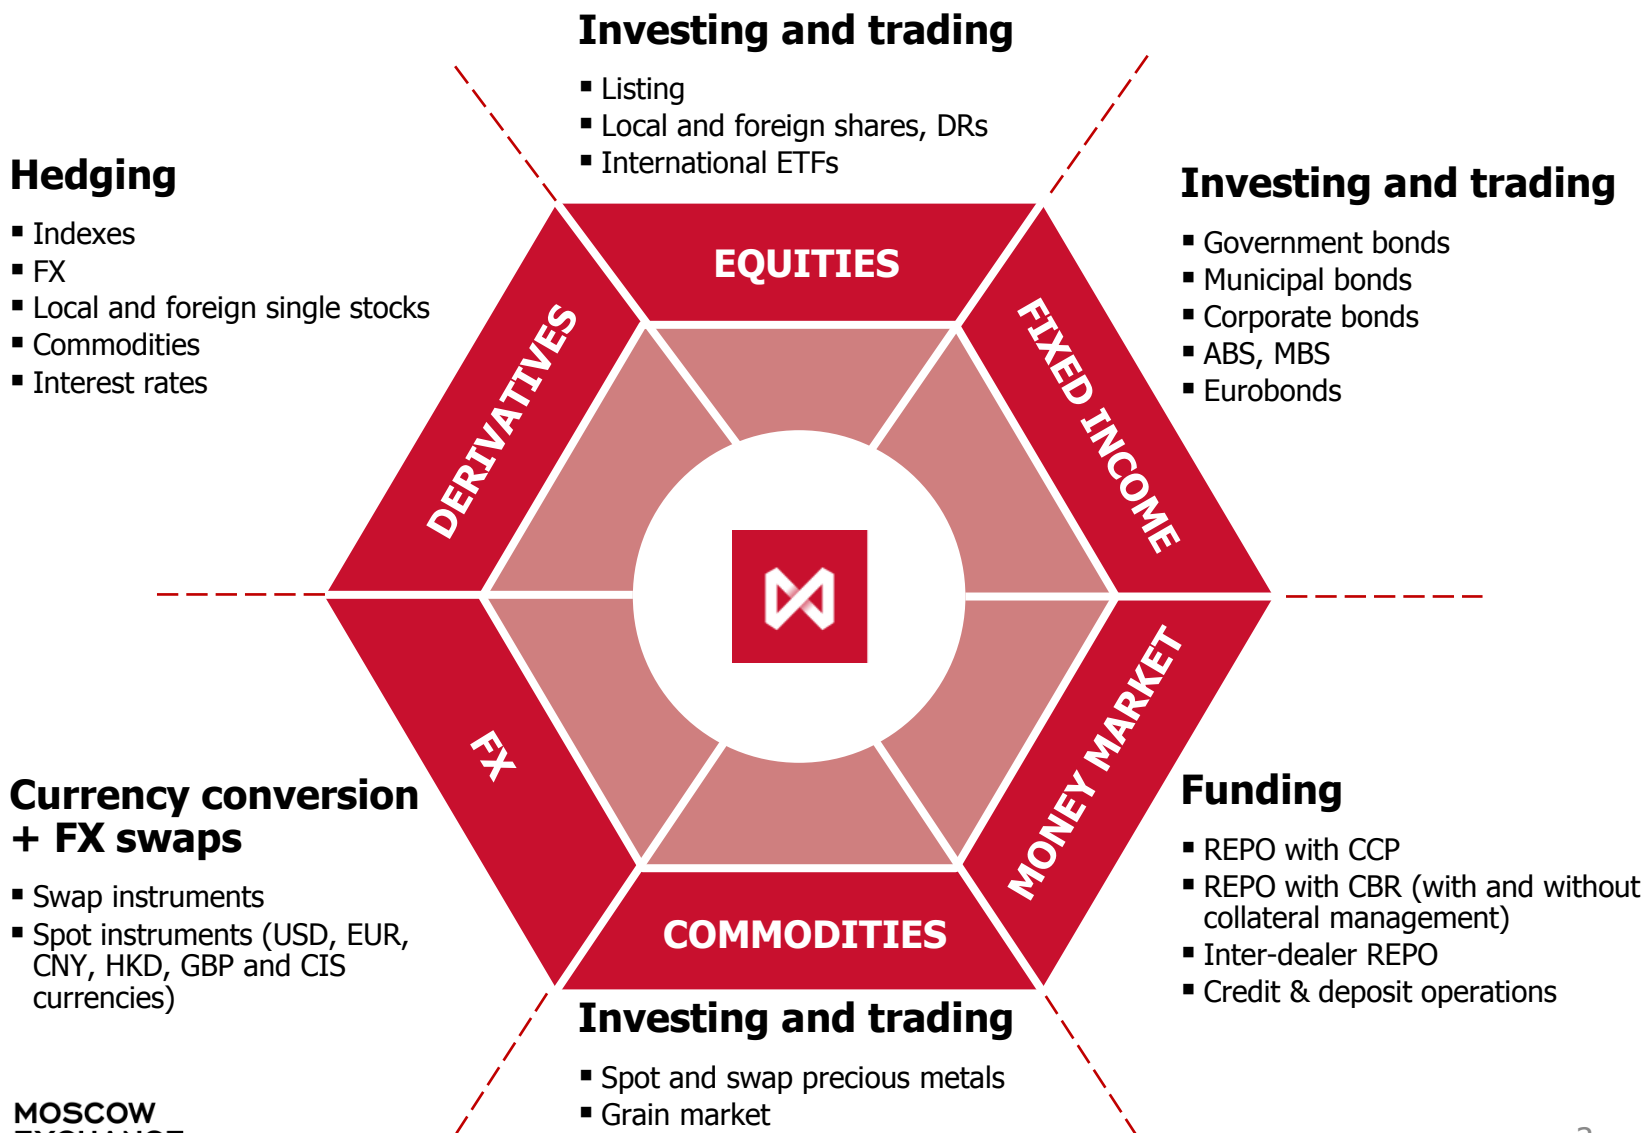 Investing and trading
▪ Listing
▪ Local and foreign shares, DRs
▪ International ETFs
Hedging
▪ Indexes
▪ FX
▪ Local and foreign single stocks
▪ Commodities
▪ Interest rates
Investing and trading
▪ Government bonds
▪ Municipal bonds
▪ Corporate bonds
▪ ABS, MBS
▪ Eurobonds
EQUITIES
DERIVATIVES
FIXED INCOME
FX
MONEY MARKET
COMMODITIES
Currency conversion
+ FX swaps
▪ Swap instruments
▪ Spot instruments (USD, EUR,
CNY, HKD, GBP and CIS
currencies)
Funding
▪ REPO with CCP
▪ REPO with CBR (with and without
collateral management)
▪ Inter-dealer REPO
▪ Credit & deposit operations
Investing and trading
▪ Spot and swap precious metals
▪ Grain market
MOSCOW
EXCHANGE